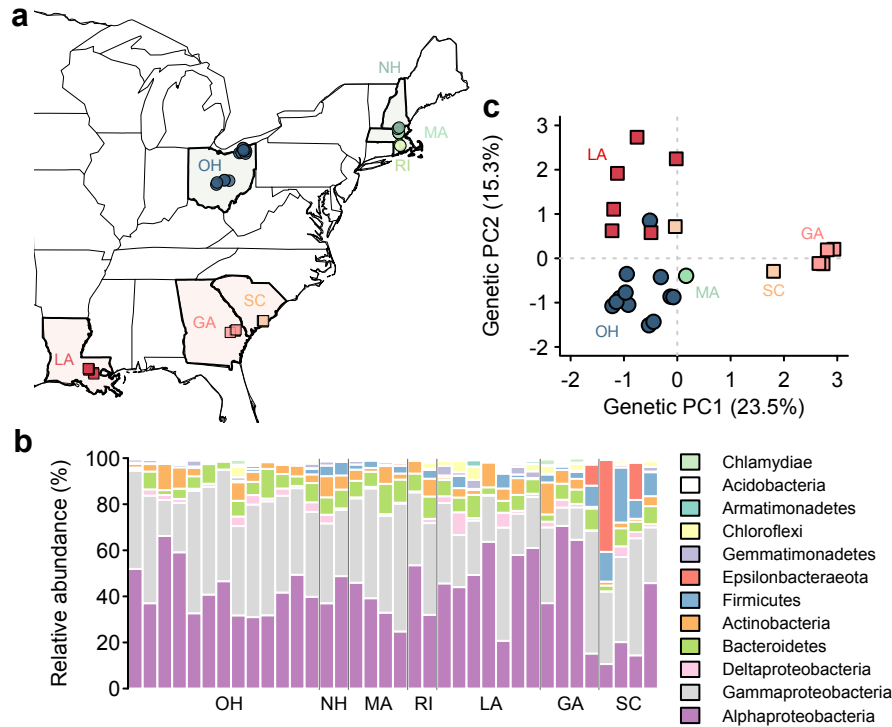 a
NH
MA
RI
OH
SC
GA
LA
c
Genetic PC2 (15.3%)
3
2
1
0
-1
-2
LA
GA
SC
MA
OH
-2
-1
0
1
2
3
Genetic PC1 (23.5%)
b
Relative abundance (%)
100
80
60
40
20
0
OH
NH
MA
RI
LA
GA
SC
Chlamydiae
Acidobacteria
Armatimonadetes
Chloroflexi
Gemmatimonadetes
Epsilonbacteraeota
Firmicutes
Actinobacteria
Bacteroidetes
Deltaproteobacteria
Gammaproteobacteria
Alphaproteobacteria